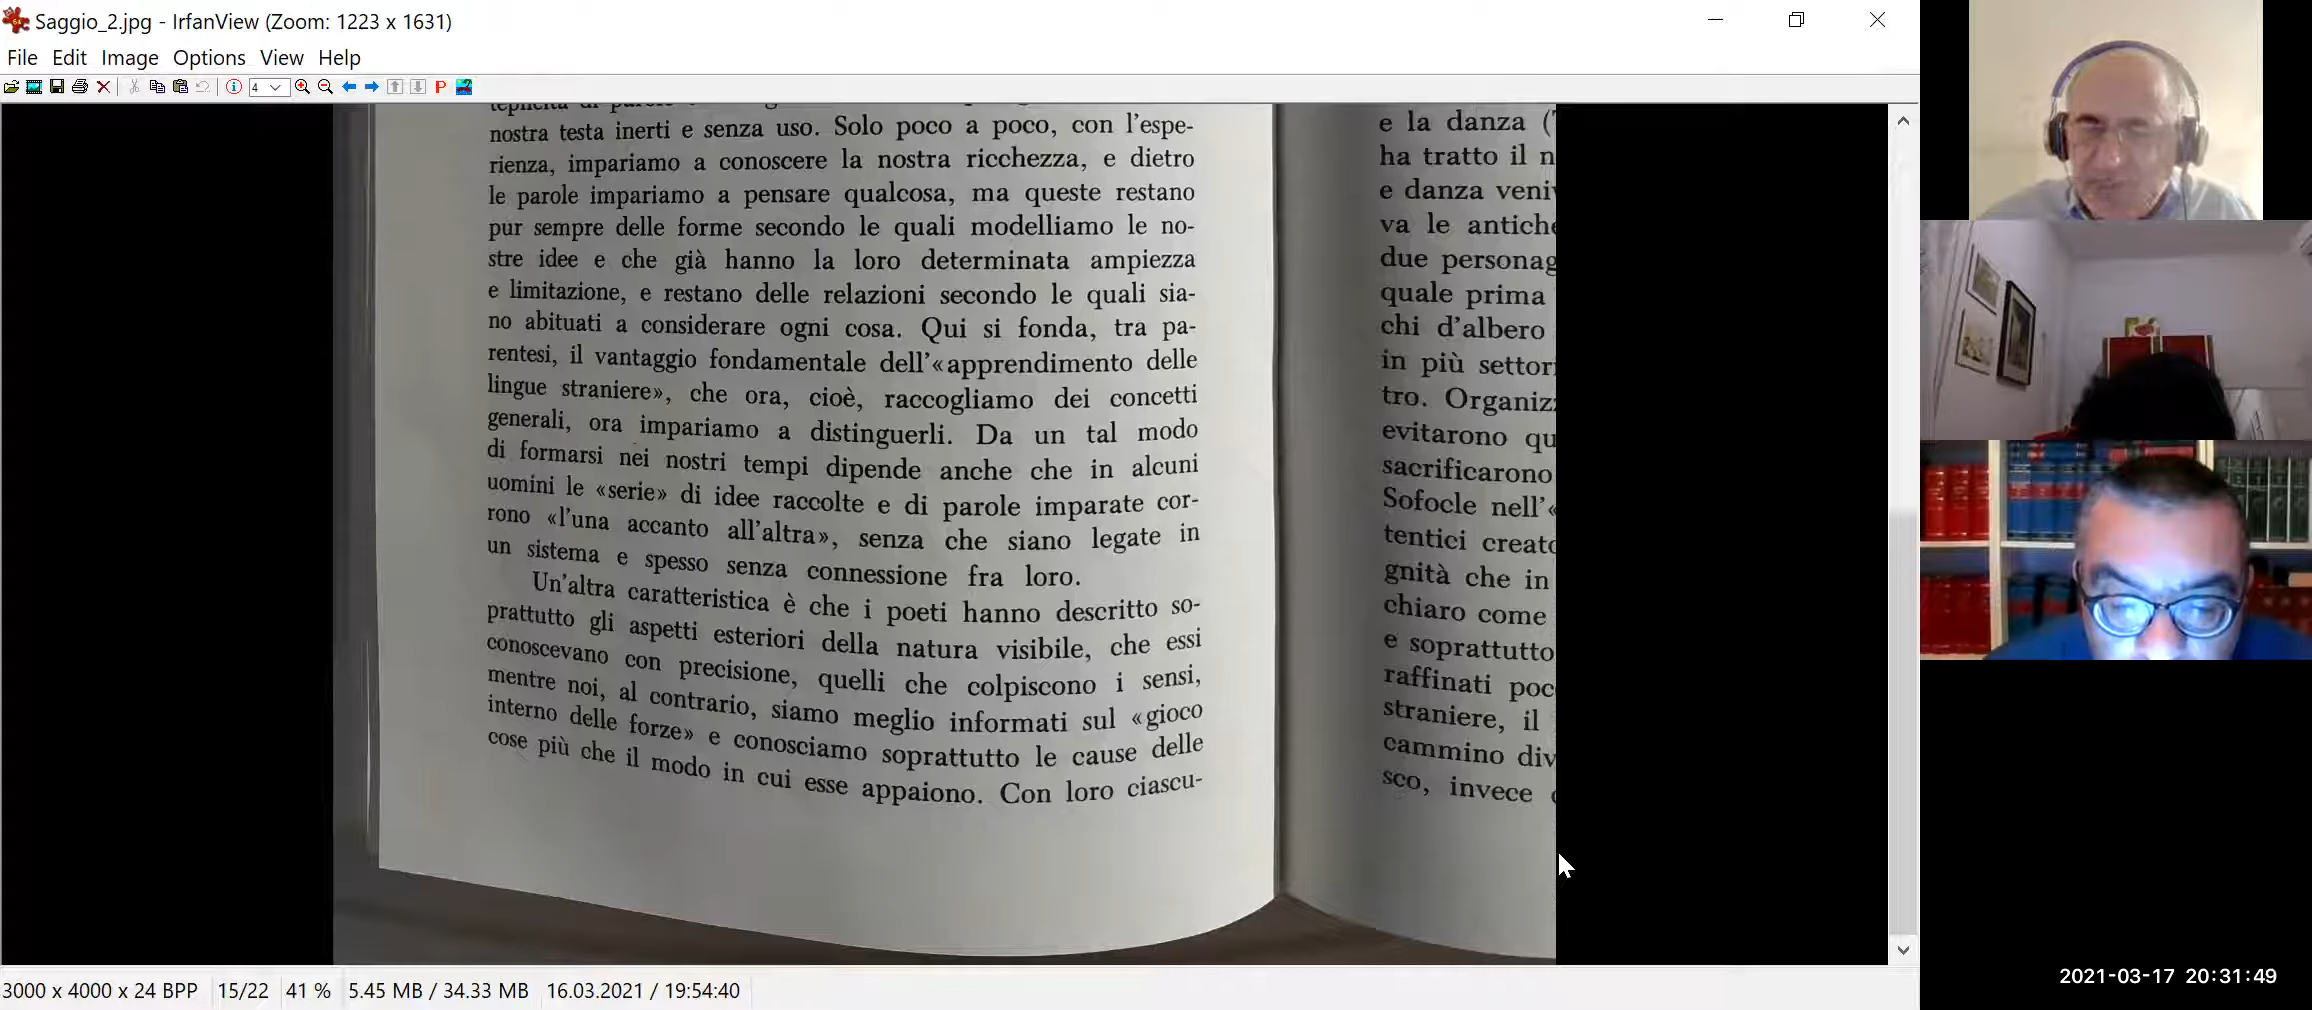 Saggio_2.jpg - IrfanView (Zoom: 1223 x 1631)
File Edit Image Options View Help
4
nostra testa inerti e senza uso. Solo poco a poco, con l'espe-
rienza, impariamo a conoscere la nostra ricchezza, e dietro
le parole impariamo a pensare qualcosa, ma queste restano
pur sempre delle forme secondo le quali modelliamo le no-
stre idee e che già hanno la loro determinata ampiezza
e limitazione, e restano delle relazioni secondo le quali sia-
no abituati a considerare ogni cosa. Qui si fonda, tra pa-
rentesi, il vantaggio fondamentale dell'«apprendimento delle
lingue straniere», che ora, cioè, raccogliamo dei concetti
generali, ora impariamo a distinguerli. Da un tal modo
di formarsi nei nostri tempi dipende anche che in alcuni
uomini le «serie» di idee raccolte e di parole imparate cor-
rono «l'una accanto all'altra», senza che siano legate in
un sistema e spesso senza connessione fra loro.
Un'altra caratteristica è che i poeti hanno descritto so-
prattutto gli aspetti esteriori della natura visibile, che essi
conoscevano con precisione, quelli che colpiscono i sensi,
mentre noi, al contrario, siamo meglio informati sul «gioco
interno delle forze» e conosciamo soprattutto le cause delle
cose più che il modo in cui esse appaiono. Con loro ciascu-
e la danza (
ha tratto il n
e danza veni
va le antiche
due personag
quale prima
chi d'albero
in più settori
tro. Organizz
evitarono qu
sacrificarono
Sofocle nell'«
tentici creato
gnità che in
chiaro come
e soprattutto
raffinati poc
straniere, il
cammino div
sco, invece
3000 x 4000 x 24 BPP 15/22 41 % 5.45 MB / 34.33 MB 16.03.2021 / 19:54:40
2021-03-17 20:31:49